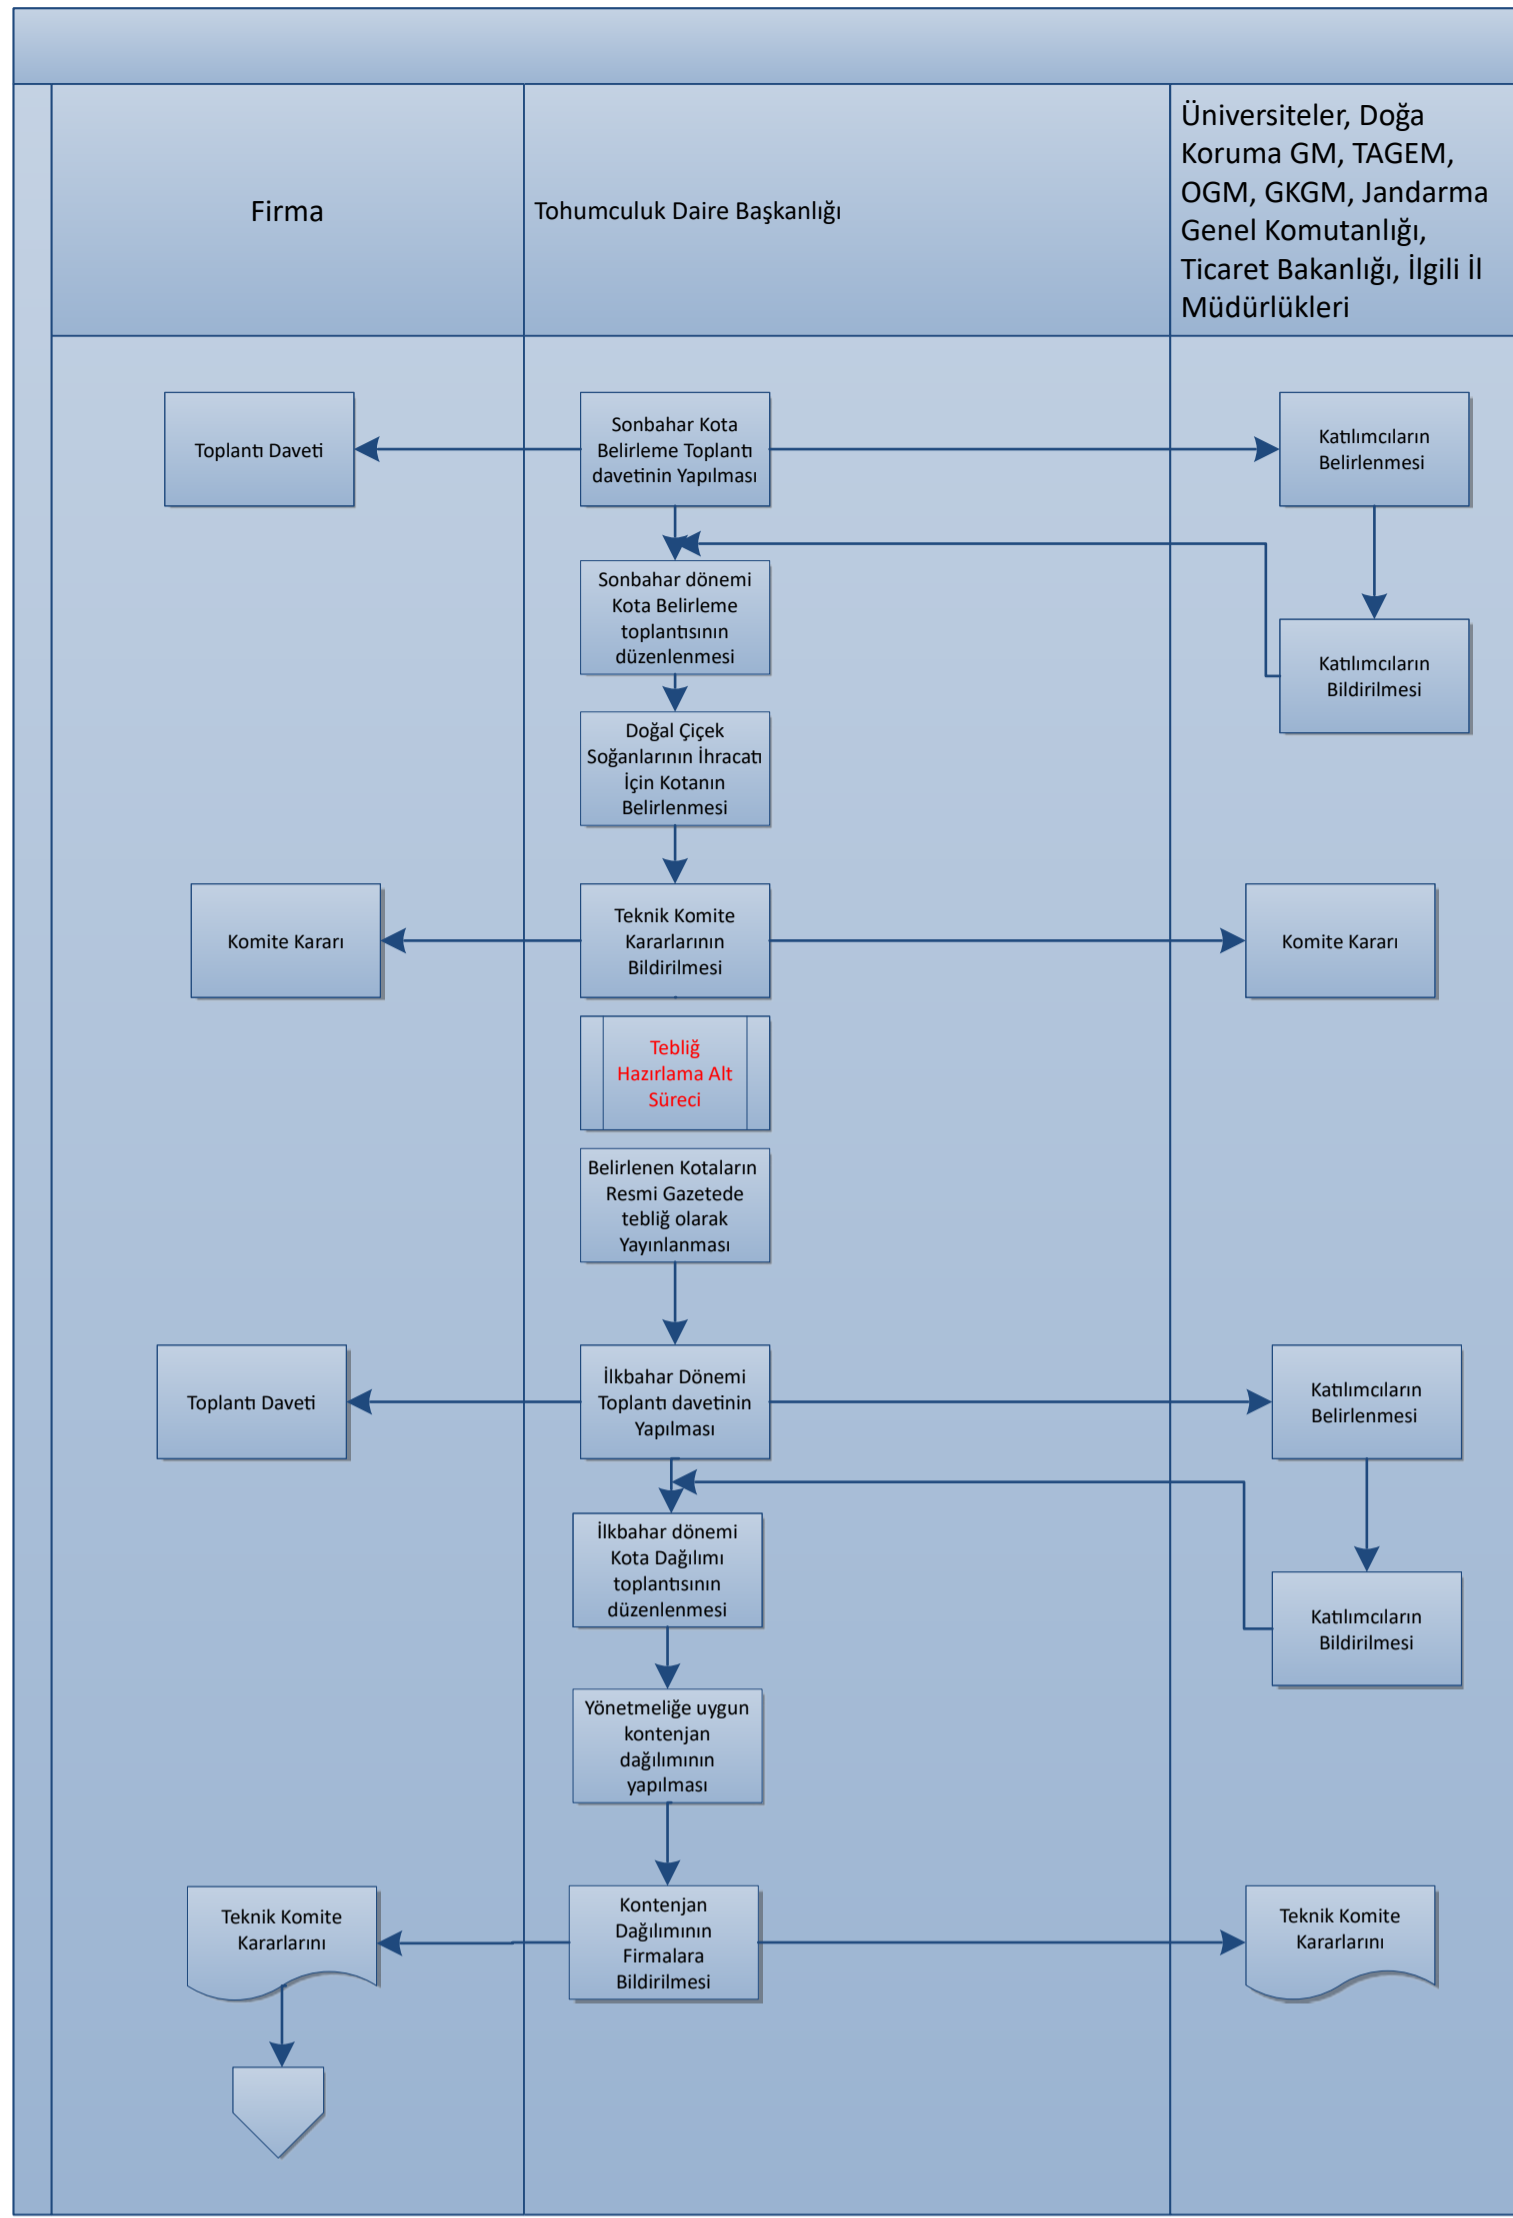 Firma
Tohumculuk Daire Başkanlığı
Üniversiteler, Doğa
Koruma GM, TAGEM,
OGM, GKGM, Jandarma
Genel Komutanlığı,
Ticaret Bakanlığı, İlgili İl
Müdürlükleri
Toplantı Daveti
Sonbahar Kota
Belirleme Toplantı
davetinin Yapılması
Katılımcıların
Belirlenmesi
Sonbahar dönemi
Kota Belirleme
toplantısının
düzenlenmesi
Katılımcıların
Bildirilmesi
Doğal Çiçek
Soğanlarının İhracatı
İçin Kotanın
Belirlenmesi
Komite Kararı
Teknik Komite
Kararlarının
Bildirilmesi
Komite Kararı
Tebliğ
Hazırlama Alt
Süreci
Belirlenen Kotaların
Resmi Gazetede
tebliğ olarak
Yayınlanması
Toplantı Daveti
İlkbahar Dönemi
Toplantı davetinin
Yapılması
Katılımcıların
Belirlenmesi
İlkbahar dönemi
Kota Dağılımı
toplantısının
düzenlenmesi
Katılımcıların
Bildirilmesi
Yönetmeliğe uygun
kontenjan
dağılımının
yapılması
Teknik Komite
Kararlarını
Kontenjan
Dağılımının
Firmalara
Bildirilmesi
Teknik Komite
Kararlarını